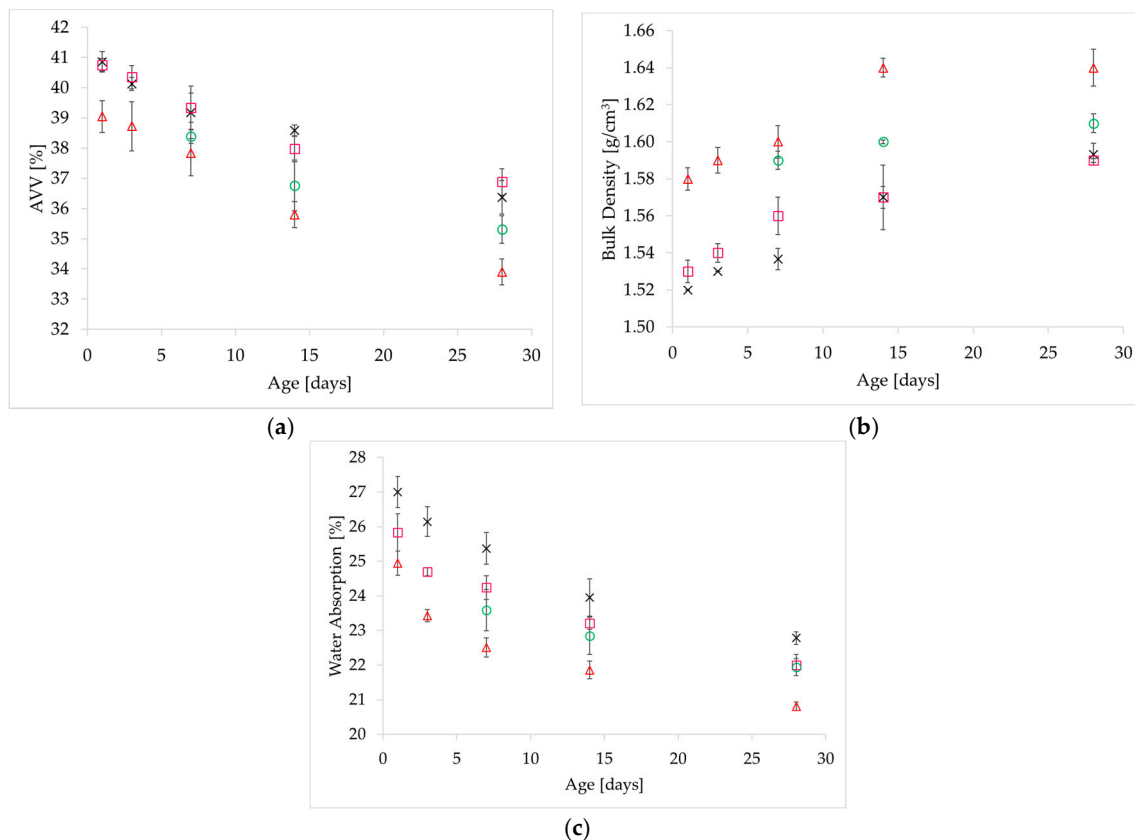 42
41
40
39
38
37
36
35
34
33
32
AVV [%]
0 5 10 15 20 25 30
Age [days]
(a)
1.66
1.64
1.62
1.60
1.58
1.56
1.54
1.52
1.50
Bulk Density [g/cm³]
0 5 10 15 20 25 30
Age [days]
(b)
28
27
26
25
24
23
22
21
20
Water Absorption [%]
0 5 10 15 20 25 30
Age [days]
(c)